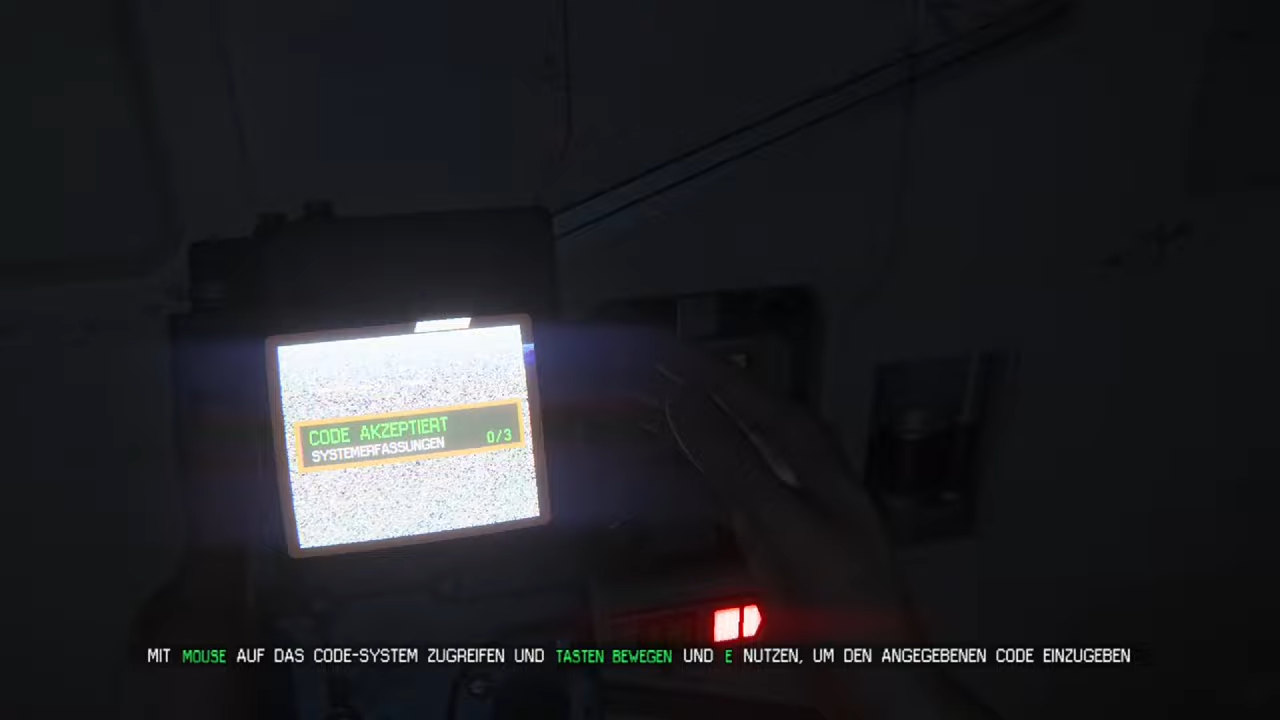 CODE AKZEPTIERT
SYSTEMERFASSUNGEN 0/3
MIT MOUSE AUF DAS CODE-SYSTEM ZUGREIFEN UND TASTEN BEWEGEN UND E NUTZEN, UM DEN ANGEGEBENEN CODE EINZUGEBEN